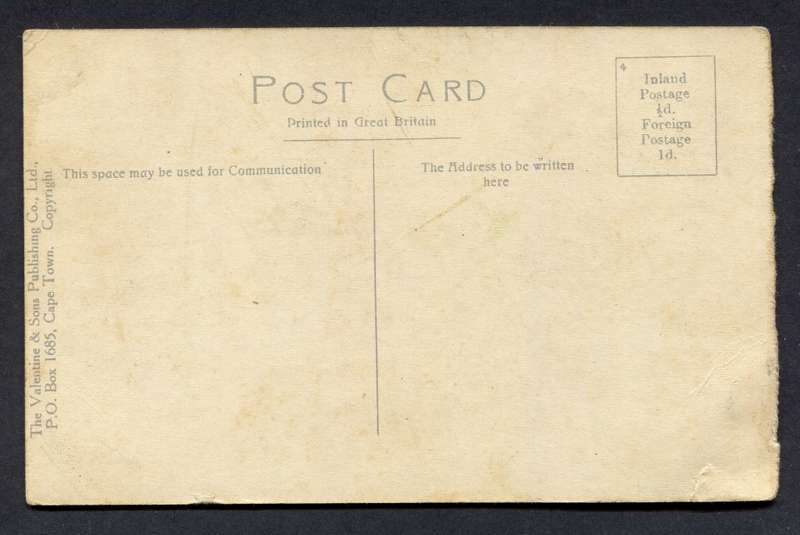 POST CARD
Printed in Great Britain
This space may be used for Communication
The Address to be written
here
4
Inland
Postage
½d.
Foreign
Postage
1d.
The Valentine & Sons Publishing Co., Ltd.,
P.O. Box 1685, Cape Town. Copyright